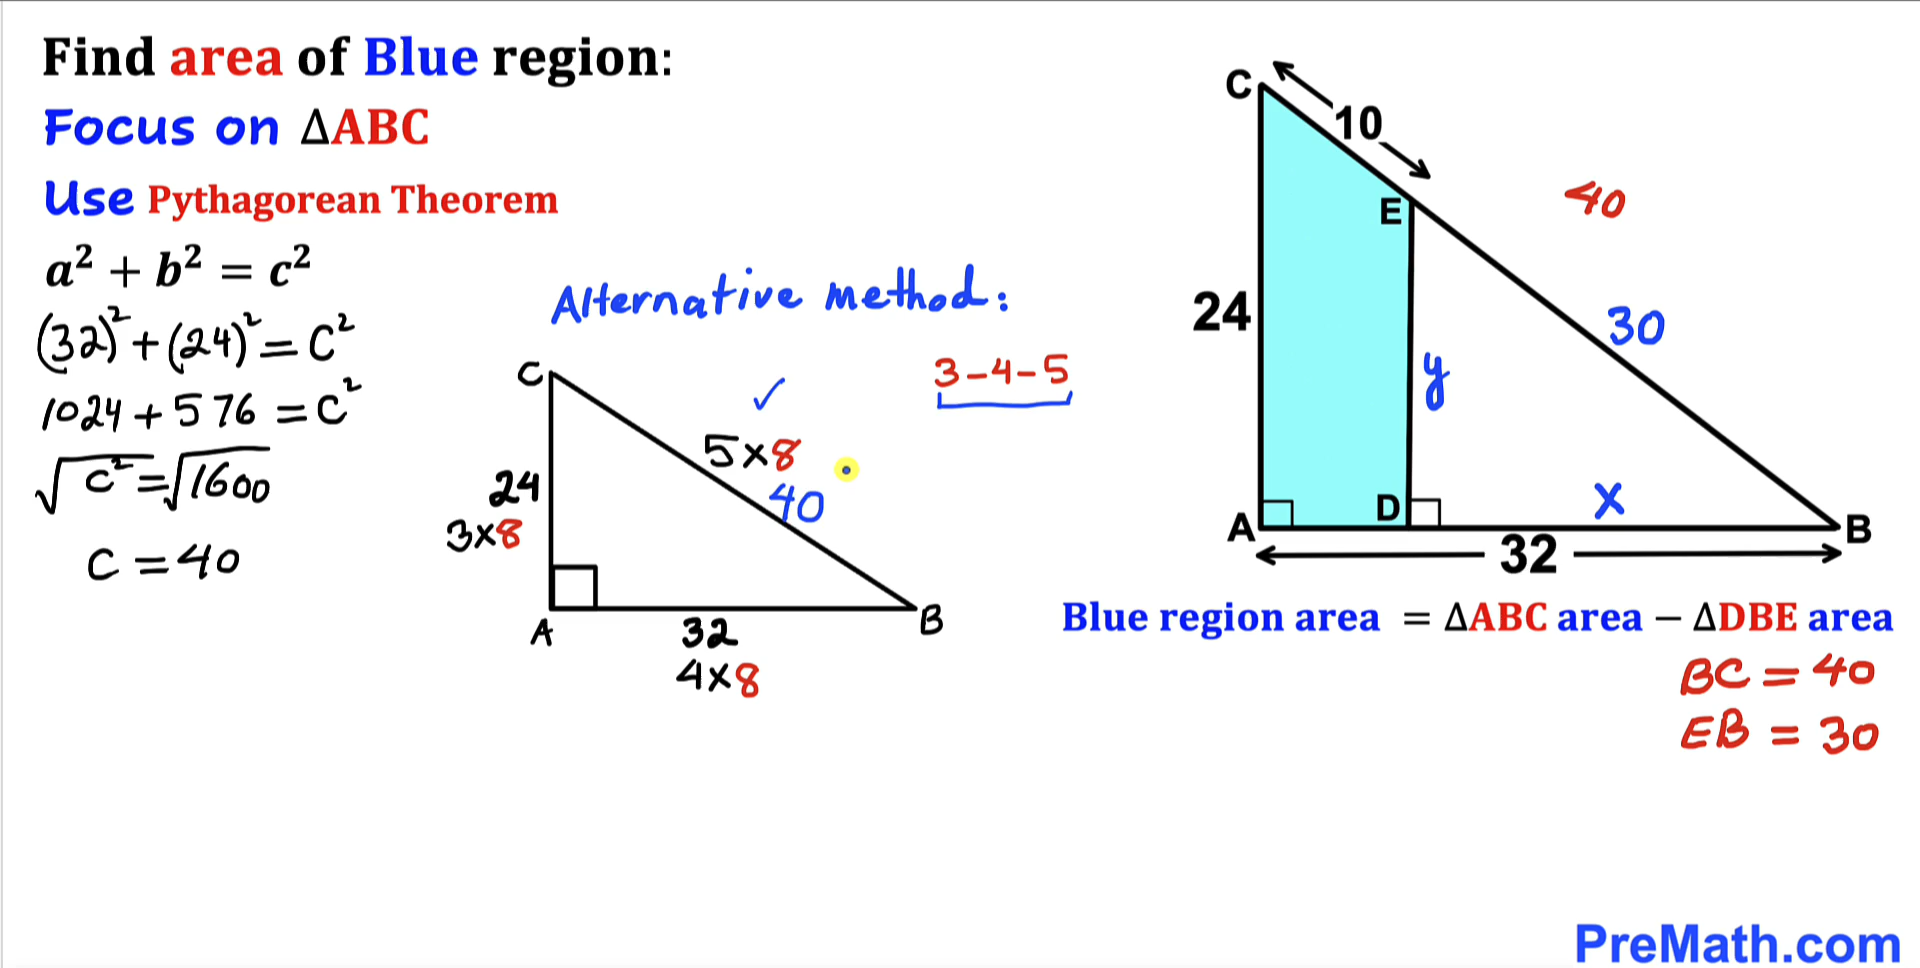 Find area of Blue region:
Focus on ΔABC
Use Pythagorean Theorem
a² + b² = c²
(32)² + (24)² = C²
1024 + 576 = C²
√C² = √1600
C = 40
Alternative method:
3-4-5
C
5×8
40
24
3×8
A
32
4×8
B
C
10
40
E
24
30
y
x
A
D
B
32
Blue region area = ΔABC area − ΔDBE area
BC = 40
EB = 30
PreMath.com